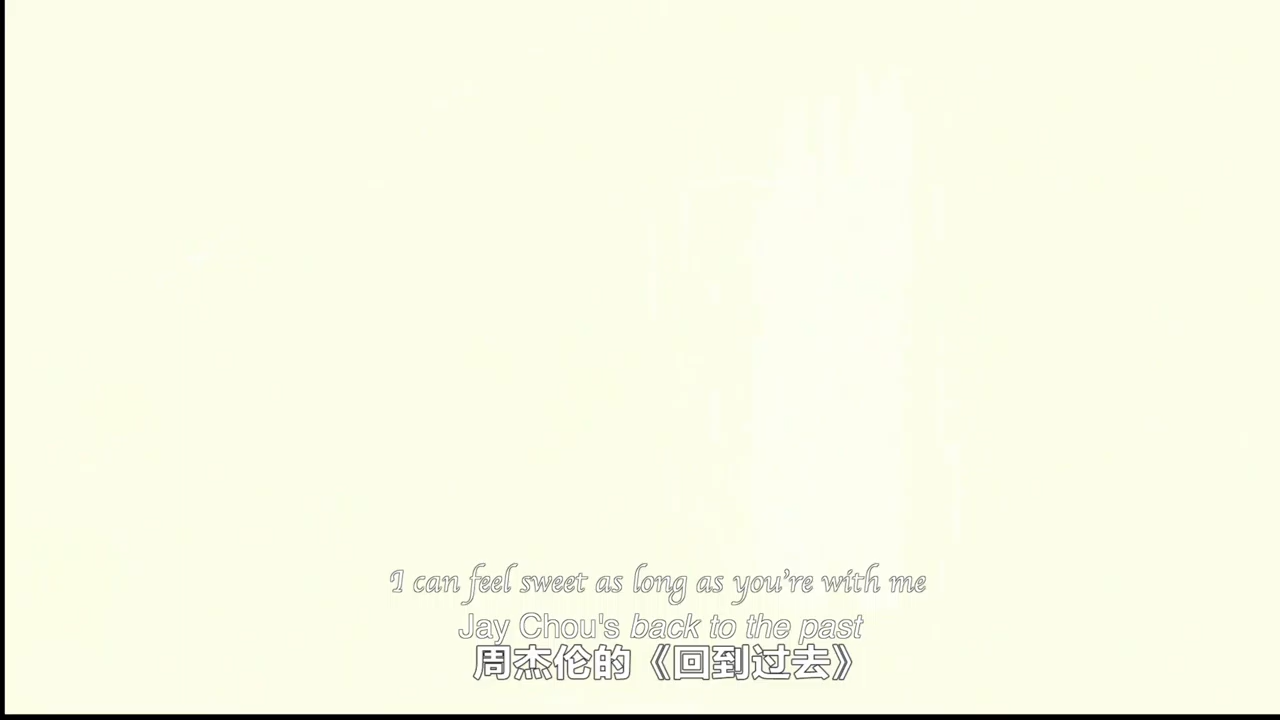 I can feel sweet as long as you're with me
Jay Chou's back to the past
周杰伦的《回到过去》